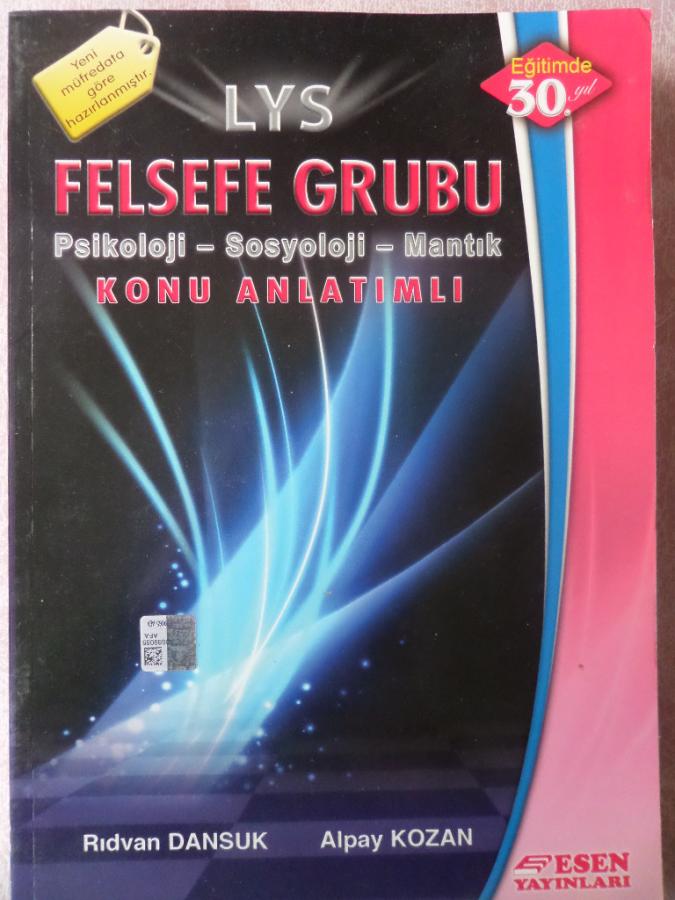 Yeni
müfredata
göre
hazırlanmıştır.
Eğitimde
30. yıl
LYS
FELSEFE GRUBU
Psikoloji – Sosyoloji – Mantık
KONU ANLATIMLI
AF-A
Rıdvan DANSUK Alpay KOZAN
ESEN
YAYINLARI